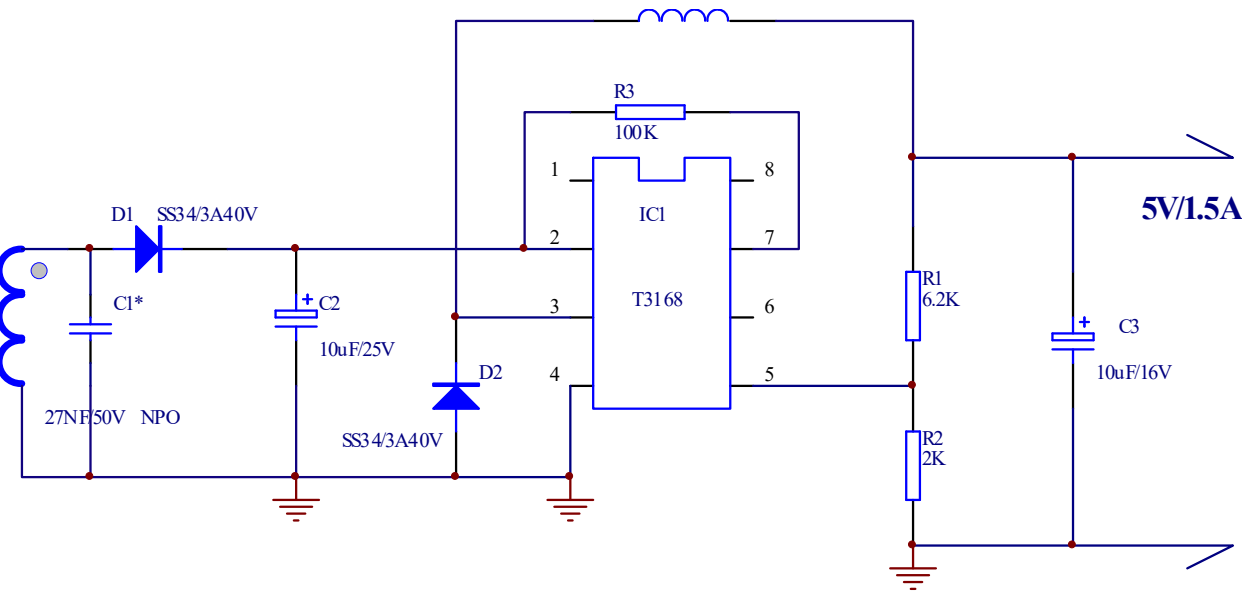 R3
100K
1
8
D1 SS34/3A40V
IC1
5V/1.5A
2
7
R1
6.2K
C1*
C2
T3168
3
6
C3
10uF/25V
D2
4
5
10uF/16V
27NF/50V NPO
SS34/3A40V
R2
2K